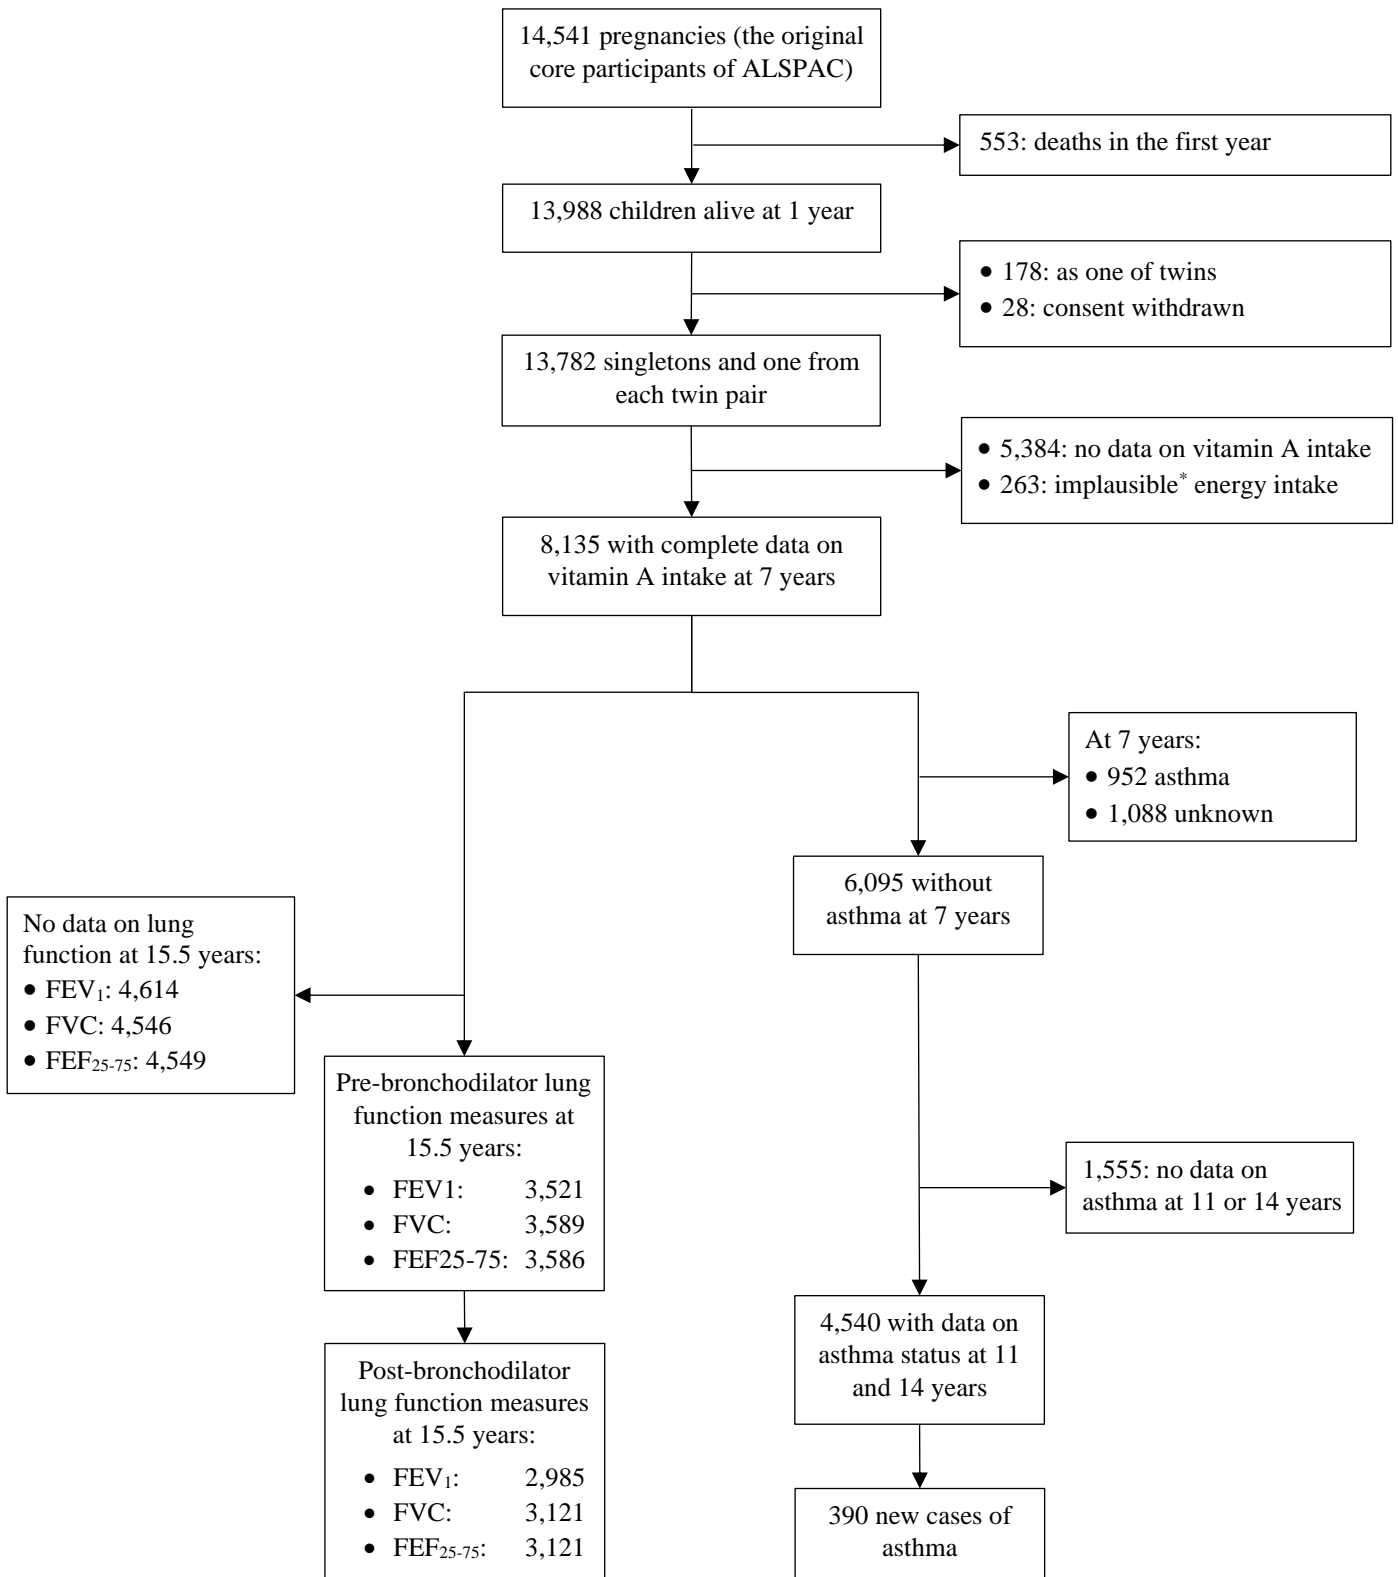 14,541 pregnancies (the original
core participants of ALSPAC)
553: deaths in the first year
13,988 children alive at 1 year
• 178: as one of twins
• 28: consent withdrawn
13,782 singletons and one from
each twin pair
• 5,384: no data on vitamin A intake
• 263: implausible* energy intake
8,135 with complete data on
vitamin A intake at 7 years
At 7 years:
• 952 asthma
• 1,088 unknown
6,095 without
asthma at 7 years
No data on lung
function at 15.5 years:
• FEV₁: 4,614
• FVC: 4,546
• FEF₂₅₋₇₅: 4,549
Pre-bronchodilator lung
function measures at
15.5 years:
• FEV1: 3,521
• FVC: 3,589
• FEF25-75: 3,586
1,555: no data on
asthma at 11 or 14 years
4,540 with data on
asthma status at 11
and 14 years
Post-bronchodilator
lung function measures
at 15.5 years:
• FEV₁: 2,985
• FVC: 3,121
• FEF₂₅₋₇₅: 3,121
390 new cases of
asthma